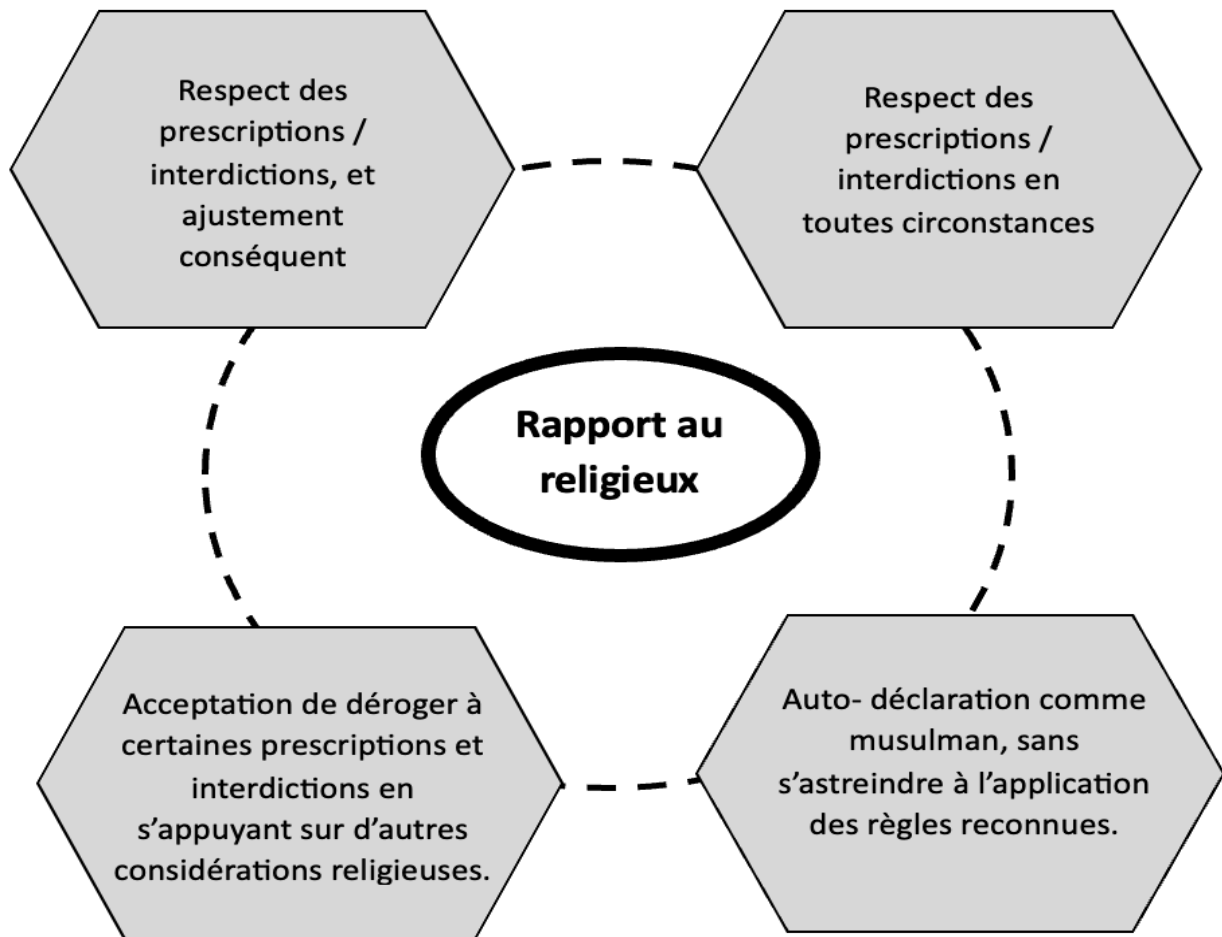 Respect des
prescriptions /
interdictions, et
ajustement
conséquent
Respect des
prescriptions /
interdictions en
toutes circonstances
Rapport au
religieux
Acceptation de déroger à
certaines prescriptions et
interdictions en
s’appuyant sur d’autres
considérations religieuses.
Auto- déclaration comme
musulman, sans
s’astreindre à l’application
des règles reconnues.